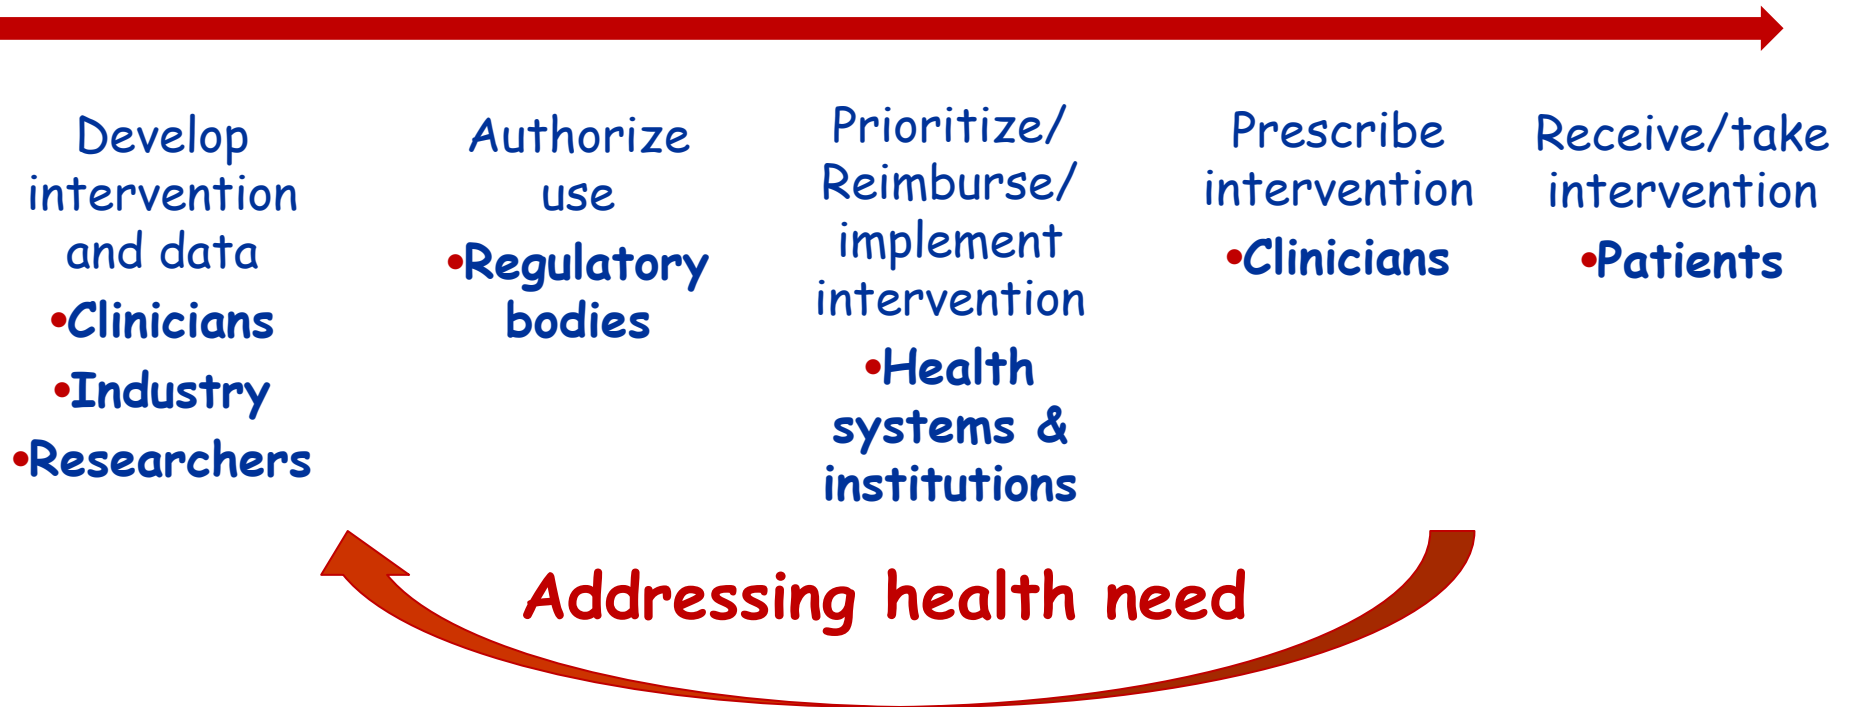 Develop
intervention
and data
•Clinicians
•Industry
•Researchers
Authorize
use
•Regulatory
bodies
Prioritize/
Reimburse/
implement
intervention
•Health
systems &
institutions
Prescribe
intervention
•Clinicians
Receive/take
intervention
•Patients
Addressing health need